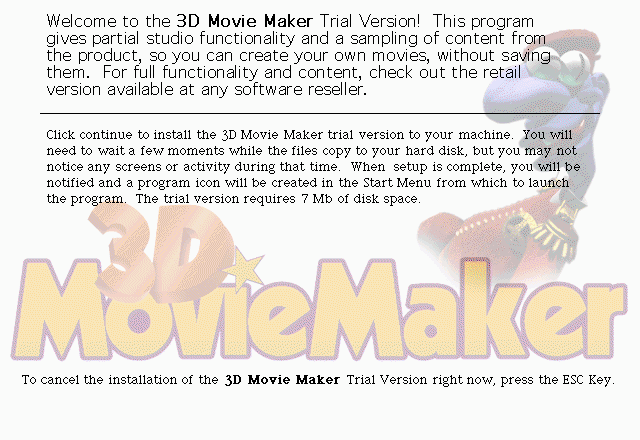 Welcome to the 3D Movie Maker Trial Version! This program
gives partial studio functionality and a sampling of content from
the product, so you can create your own movies, without saving
them. For full functionality and content, check out the retail
version available at any software reseller.
Click continue to install the 3D Movie Maker trial version to your machine. You will
need to wait a few moments while the files copy to your hard disk, but you may not
notice any screens or activity during that time. When setup is complete, you will be
notified and a program icon will be created in the Start Menu from which to launch
the program. The trial version requires 7 Mb of disk space.
3D
MovieMaker
To cancel the installation of the 3D Movie Maker Trial Version right now, press the ESC Key.